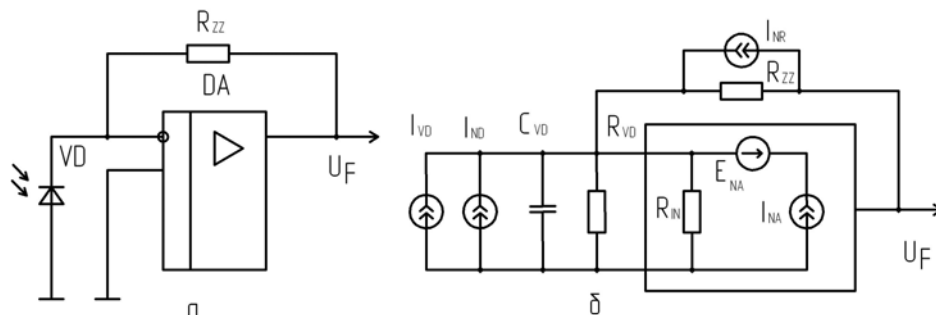 R_ZZ
DA
VD
U_F
а
I_NR
R_ZZ
I_VD
I_ND
C_VD
R_VD
R_IN
E_NA
I_NA
U_F
δ